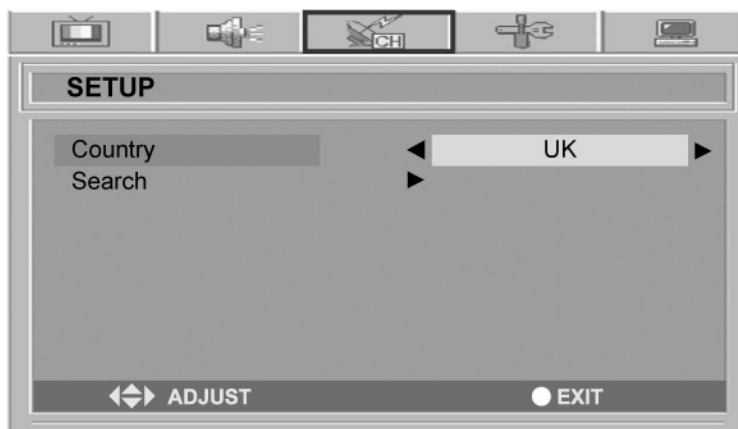 CH
SETUP
Country UK
Search
ADJUST EXIT